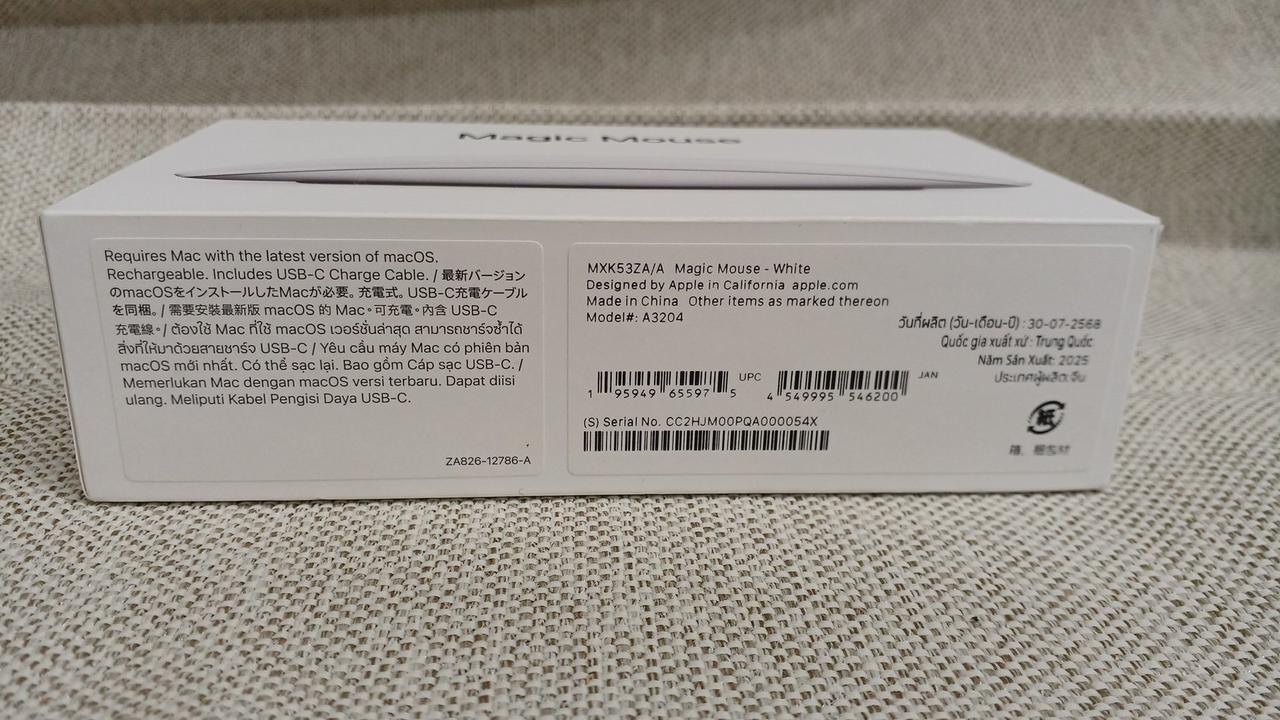 Magic Mouse
Requires Mac with the latest version of macOS.
Rechargeable. Includes USB-C Charge Cable. / 最新バージョン
のmacOSをインストールしたMacが必要。充電式。USB-C充電ケーブル
を同梱。/ 需要安裝最新版 macOS 的 Mac。可充電。內含 USB-C
充電線。/ ต้องใช้ Mac ที่ใช้ macOS เวอร์ชั่นล่าสุด สามารถชาร์จซ้ำได้
สิ่งที่ให้มาด้วยสายชาร์จ USB-C / Yêu cầu máy Mac có phiên bản
macOS mới nhất. Có thể sạc lại. Bao gồm Cáp sạc USB-C. /
Memerlukan Mac dengan macOS versi terbaru. Dapat diisi
ulang. Meliputi Kabel Pengisi Daya USB-C.
ZA826-12786-A
MXK53ZA/A Magic Mouse - White
Designed by Apple in California apple.com
Made in China Other items as marked thereon
Model#: A3204
วันที่ผลิต (วัน-เดือน-ปี) : 30-07-2568
Quốc gia xuất xứ : Trung Quốc
Năm Sản Xuất: 2025
ประเทศผู้ผลิต:จีน
1 95949 65597 5 UPC
4 549995 546200 JAN
(S) Serial No. CC2HJM00PQA000054X
紙
箱、梱包材